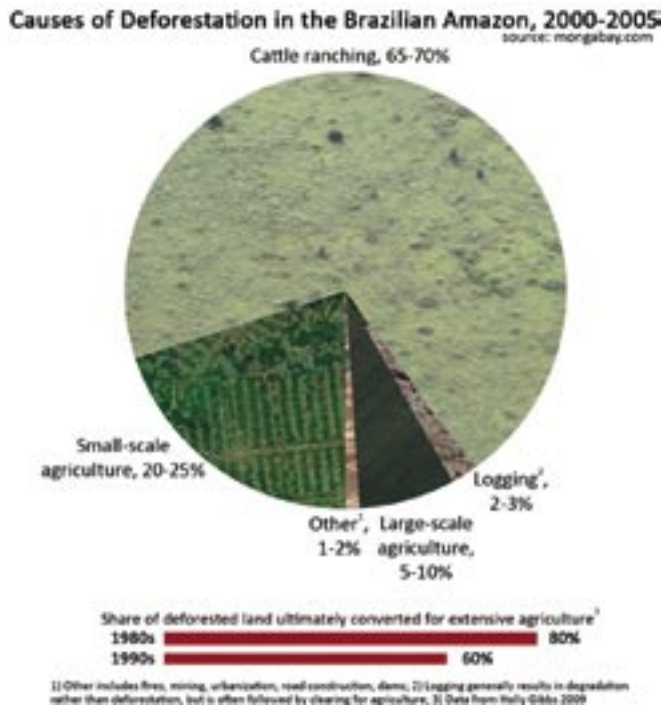 Causes of Deforestation in the Brazilian Amazon, 2000-2005
source: mongabay.com
Cattle ranching, 65-70%
Small-scale
agriculture, 20-25%
Logging²,
2-3%
Other¹,
1-2%
Large-scale
agriculture,
5-10%
Share of deforested land ultimately converted for extensive agriculture³
1980s 80%
1990s 60%
1) Other includes fires, mining, urbanization, road construction, dams; 2) Logging generally results in degradation
rather than deforestation, but is often followed by clearing for agriculture, 3) Data from Holly Gibbs 2009